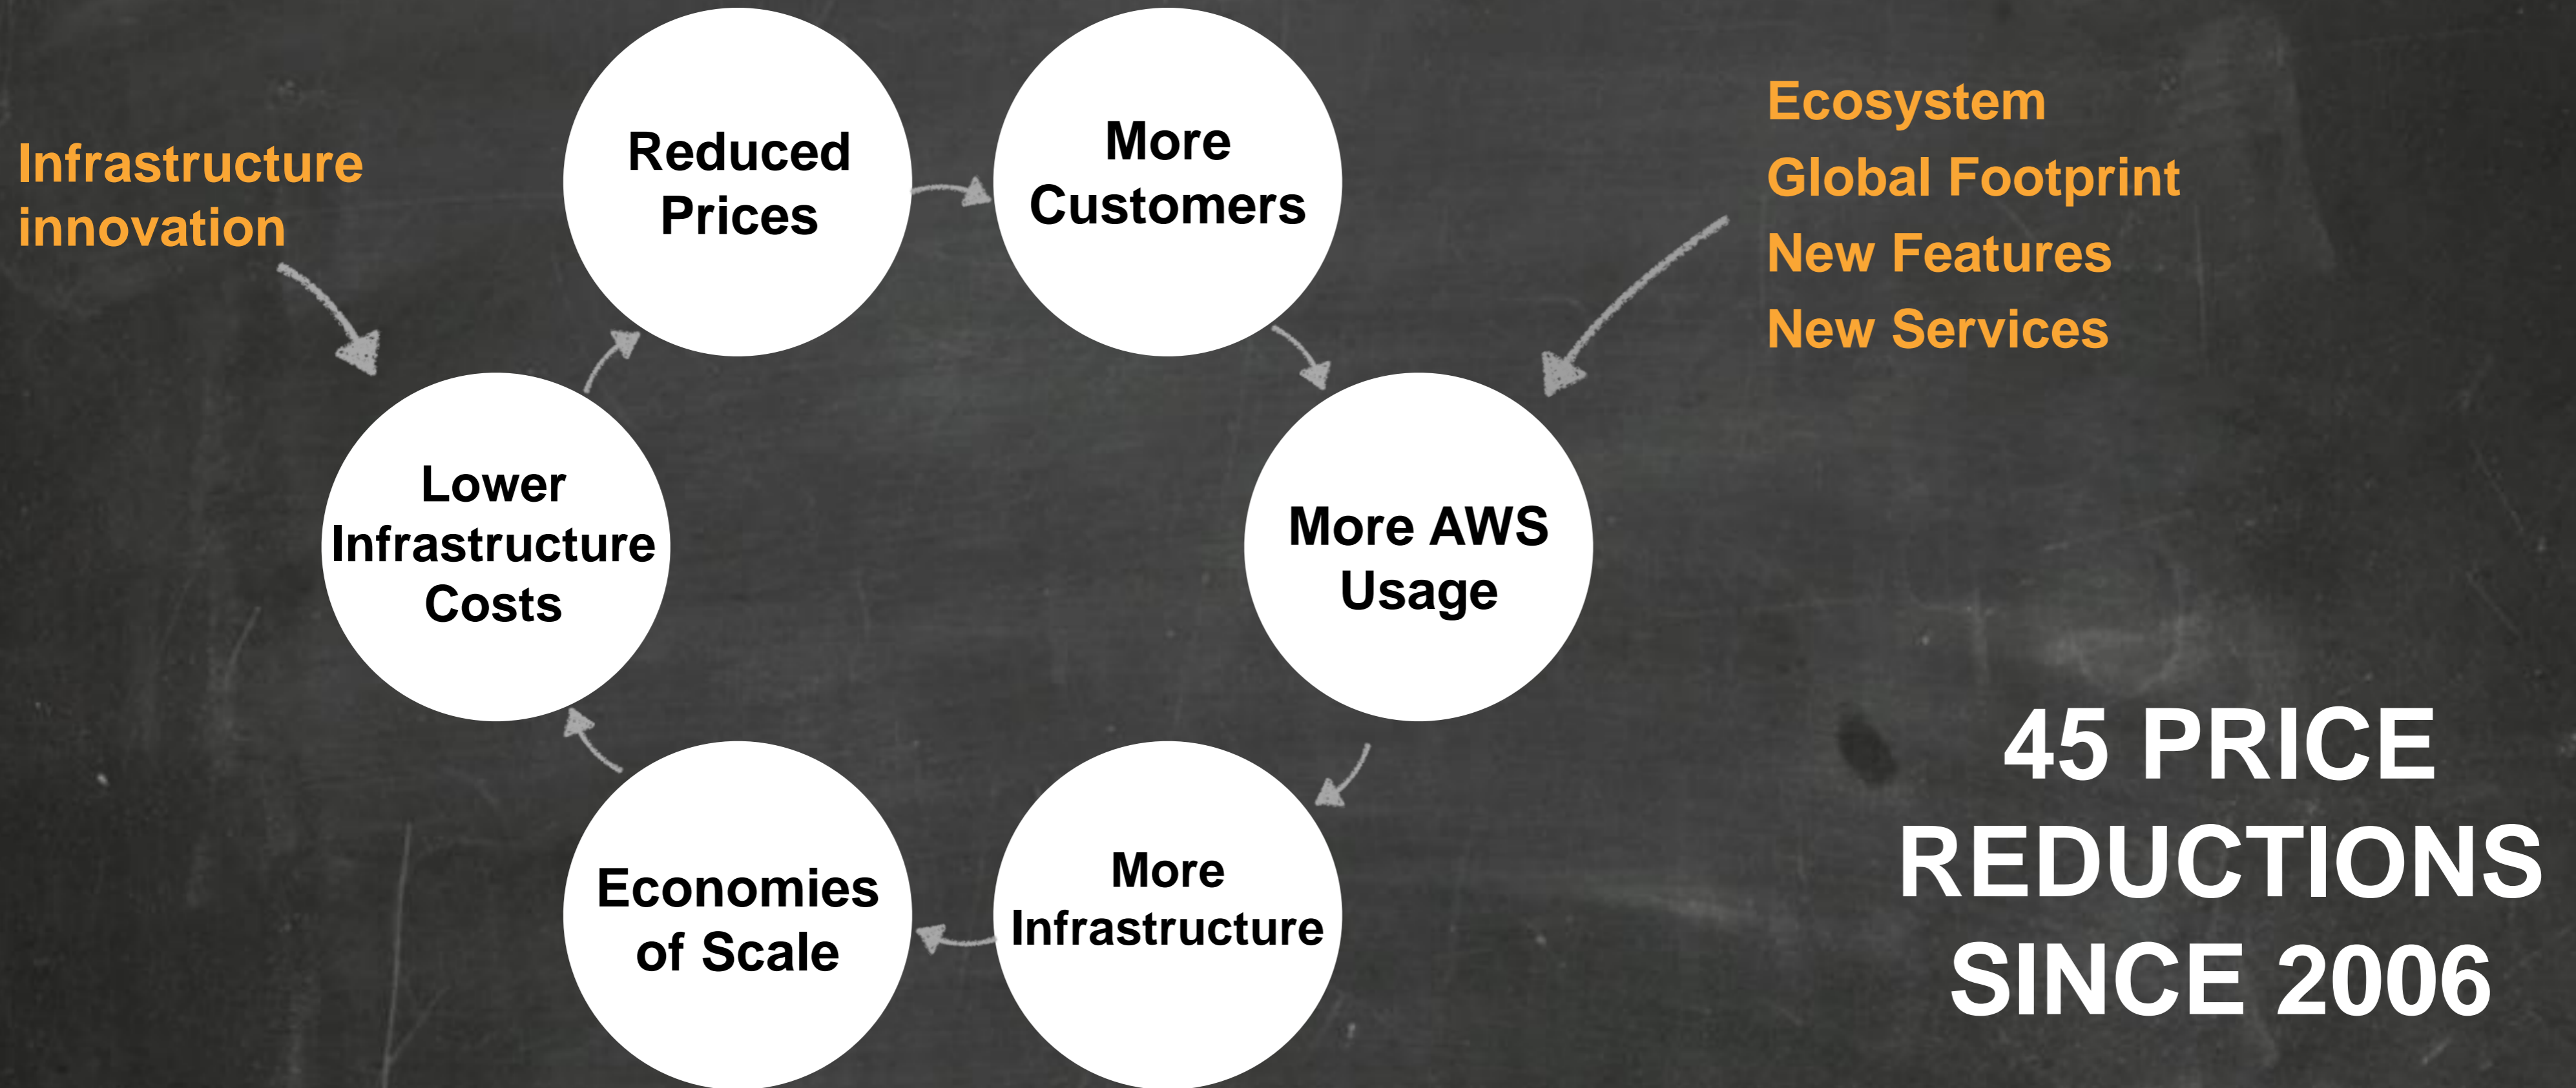 Infrastructure
innovation
Reduced
Prices
More
Customers
Ecosystem
Global Footprint
New Features
New Services
Lower
Infrastructure
Costs
More AWS
Usage
Economies
of Scale
More
Infrastructure
45 PRICE
REDUCTIONS
SINCE 2006